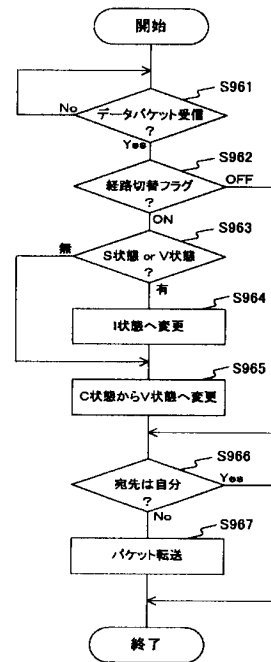 開始
S961
データパケット受信
?
No
Yes
S962
経路切替フラグ
?
OFF
ON
S963
S状態 or V状態
?
無
有
S964
I状態へ変更
S965
C状態からV状態へ変更
S966
宛先は自分
?
Yes
No
S967
パケット転送
終了